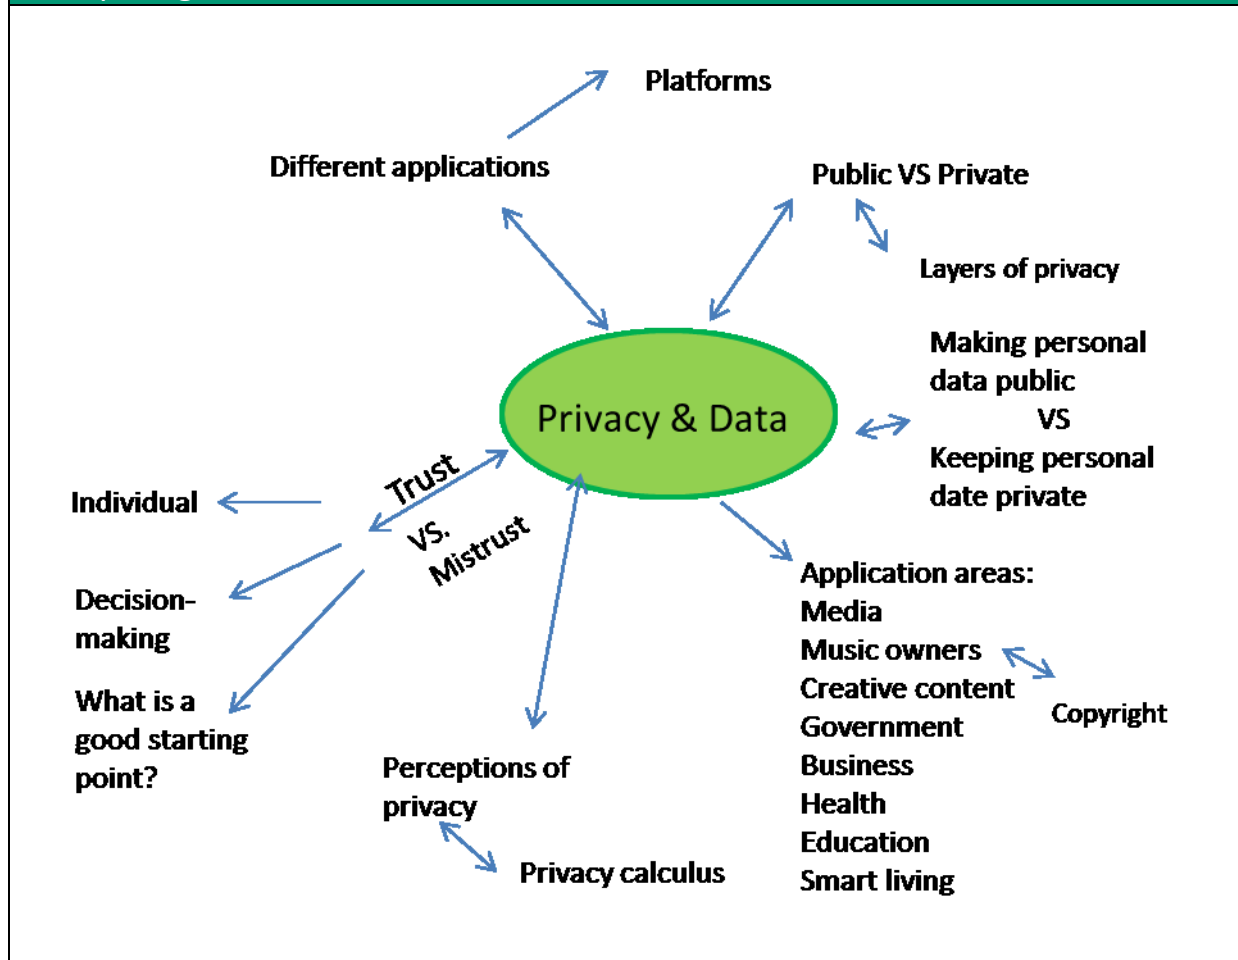 Platforms
Different applications
Public VS Private
Layers of privacy
Making personal
data public
VS
Keeping personal
date private
Privacy & Data
Trust
VS.
Mistrust
Individual
Decision-
making
What is a
good starting
point?
Perceptions of
privacy
Privacy calculus
Application areas:
Media
Music owners
Creative content
Government
Business
Health
Education
Smart living
Copyright